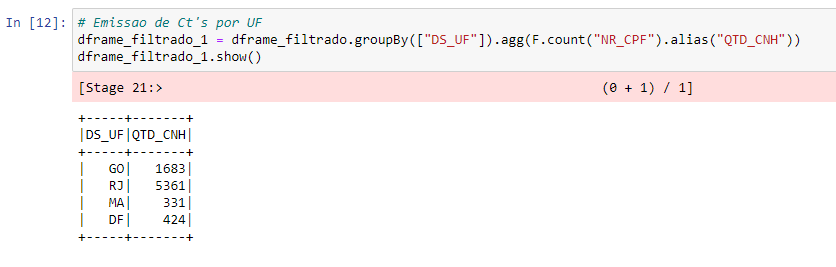 In [12]:
# Emissao de Ct's por UF
dframe_filtrado_1 = dframe_filtrado.groupBy(["DS_UF"]).agg(F.count("NR_CPF").alias("QTD_CNH"))
dframe_filtrado_1.show()
[Stage 21:> (0 + 1) / 1]
+-----+-------+
|DS_UF|QTD_CNH|
+-----+-------+
|   GO|   1683|
|   RJ|   5361|
|   MA|    331|
|   DF|    424|
+-----+-------+